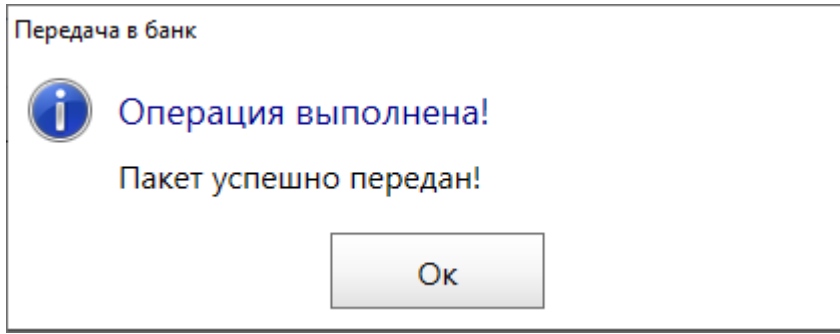 Передача в банк
Операция выполнена!
Пакет успешно передан!
Ок